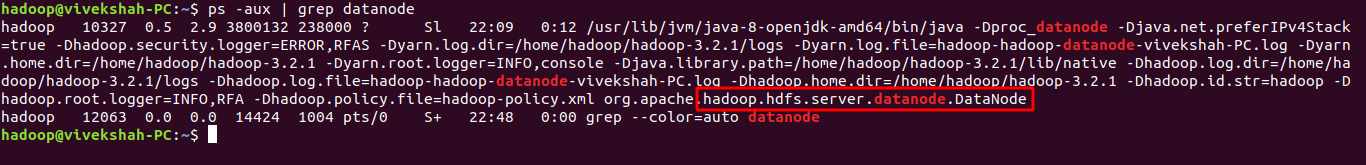 hadoop@vivekshah-PC:~$ ps -aux | grep datanode
hadoop   10327  0.5  2.9 3800132 238000 ?      Sl   22:09   0:12 /usr/lib/jvm/java-8-openjdk-amd64/bin/java -Dproc_datanode -Djava.net.preferIPv4Stack
=true -Dhadoop.security.logger=ERROR,RFAS -Dyarn.log.dir=/home/hadoop/hadoop-3.2.1/logs -Dyarn.log.file=hadoop-hadoop-datanode-vivekshah-PC.log -Dyarn
.home.dir=/home/hadoop/hadoop-3.2.1 -Dyarn.root.logger=INFO,console -Djava.library.path=/home/hadoop/hadoop-3.2.1/lib/native -Dhadoop.log.dir=/home/ha
doop/hadoop-3.2.1/logs -Dhadoop.log.file=hadoop-hadoop-datanode-vivekshah-PC.log -Dhadoop.home.dir=/home/hadoop/hadoop-3.2.1 -Dhadoop.id.str=hadoop -D
hadoop.root.logger=INFO,RFA -Dhadoop.policy.file=hadoop-policy.xml org.apache.hadoop.hdfs.server.datanode.DataNode
hadoop   12063  0.0  0.0  14424  1004 pts/0    S+   22:48   0:00 grep --color=auto datanode
hadoop@vivekshah-PC:~$